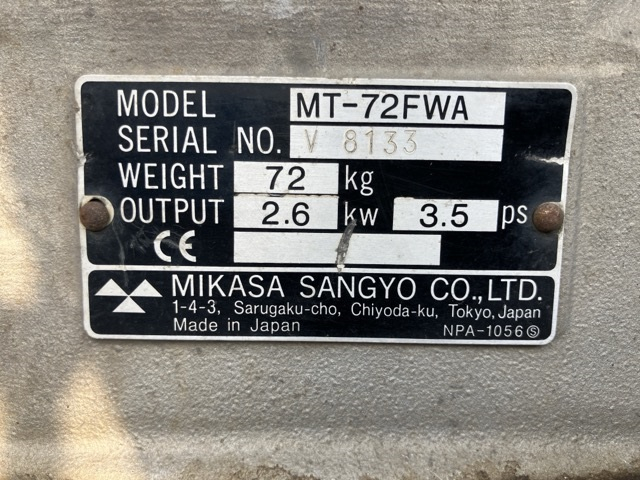 MODEL MT-72FWA
SERIAL NO. V 8133
WEIGHT 72 kg
OUTPUT 2.6 kw 3.5 ps
CE
MIKASA SANGYO CO.,LTD.
1-4-3, Sarugaku-cho, Chiyoda-ku, Tokyo, Japan
Made in Japan NPA-1056 Ⓢ